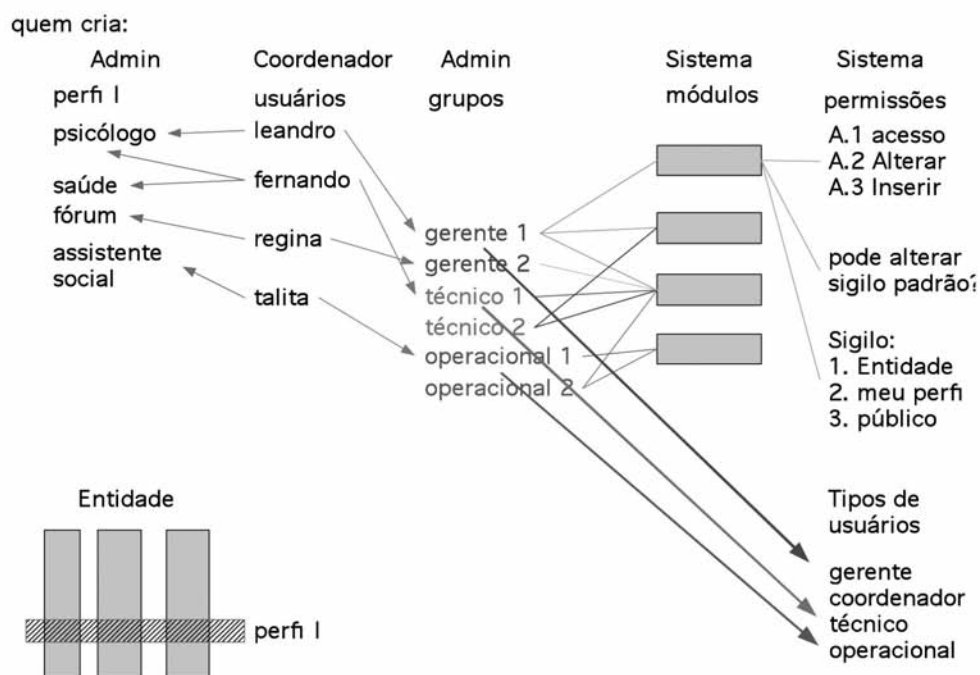 quem cria:
Admin
Coordenador
Admin
Sistema
Sistema
perfi l
usuários
grupos
módulos
permissões
psicólogo
saúde
fórum
assistente
social
leandro
fernando
regina
talita
gerente 1
gerente 2
técnico 1
técnico 2
operacional 1
operacional 2
A.1 acesso
A.2 Alterar
A.3 Inserir
pode alterar
sigilo padrão?
Sigilo:
1. Entidade
2. meu perfi
3. público
Entidade
perfi l
Tipos de
usuários
gerente
coordenador
técnico
operacional